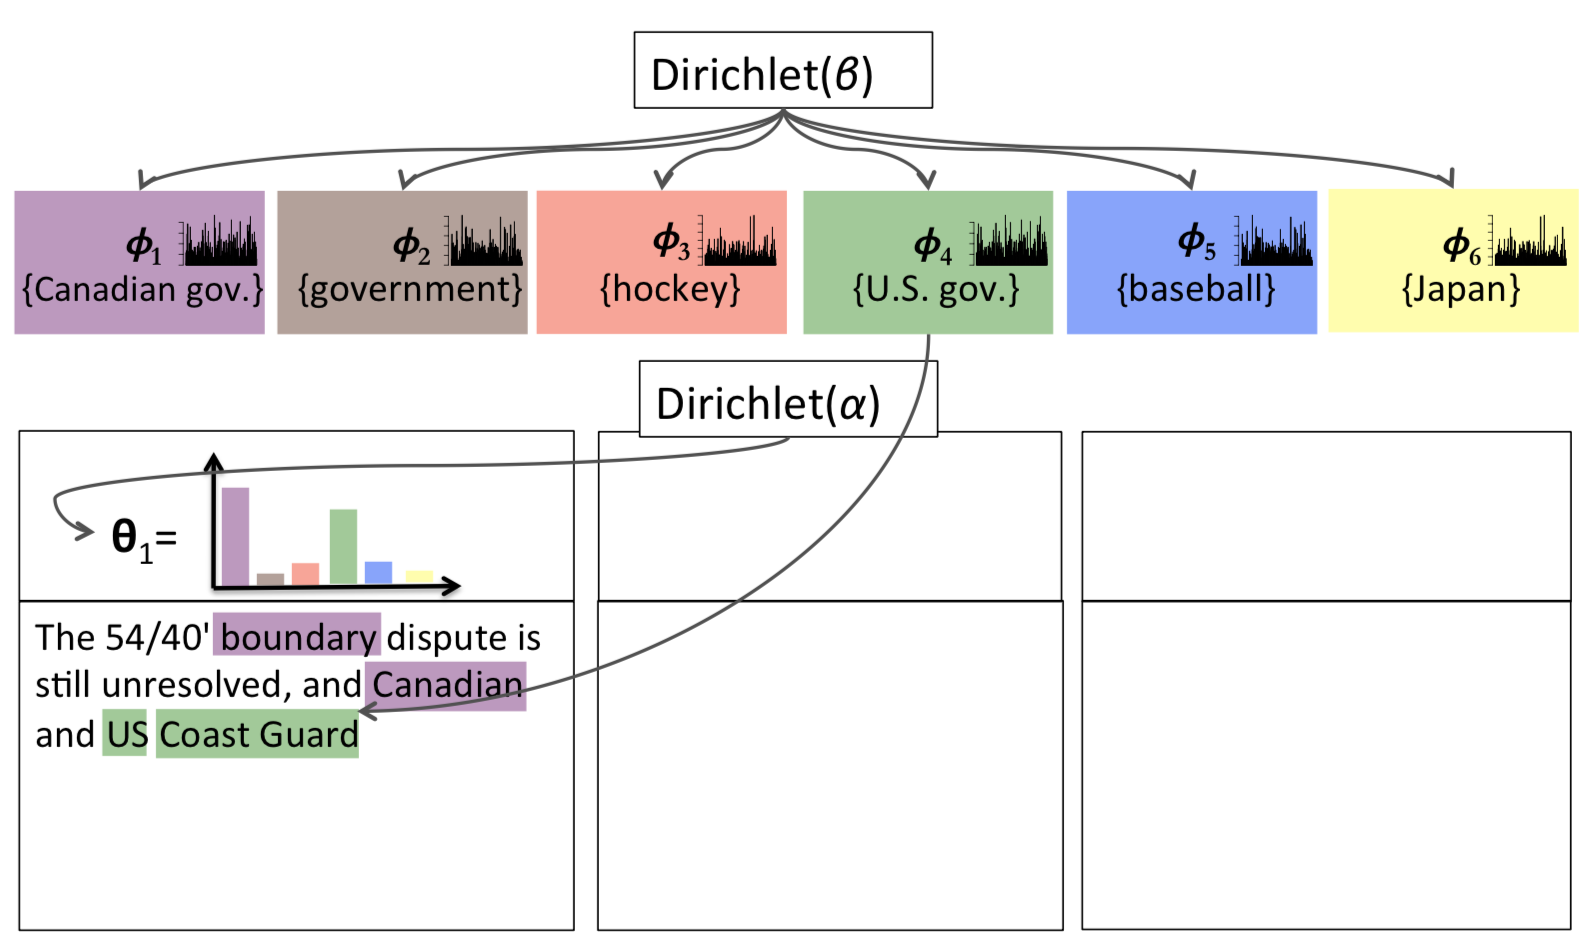 Dirichlet(β)
ϕ1
{Canadian gov.}
ϕ2
{government}
ϕ3
{hockey}
ϕ4
{U.S. gov.}
ϕ5
{baseball}
ϕ6
{Japan}
Dirichlet(α)
θ1=
The 54/40' boundary dispute is
still unresolved, and Canadian
and US Coast Guard